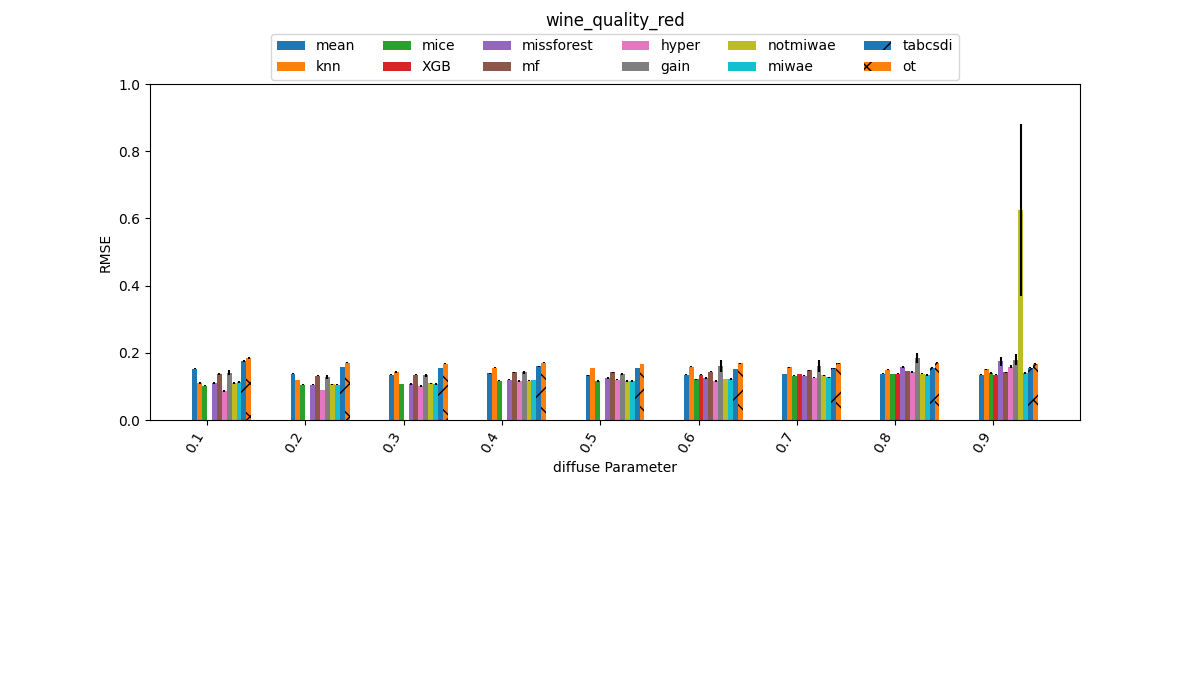 wine_quality_red
mean mice missforest hyper notmiwae tabcsdi
knn XGB mf gain miwae ot
1.0
0.8
0.6
0.4
0.2
0.0
RMSE
0.1 0.2 0.3 0.4 0.5 0.6 0.7 0.8 0.9
diffuse Parameter